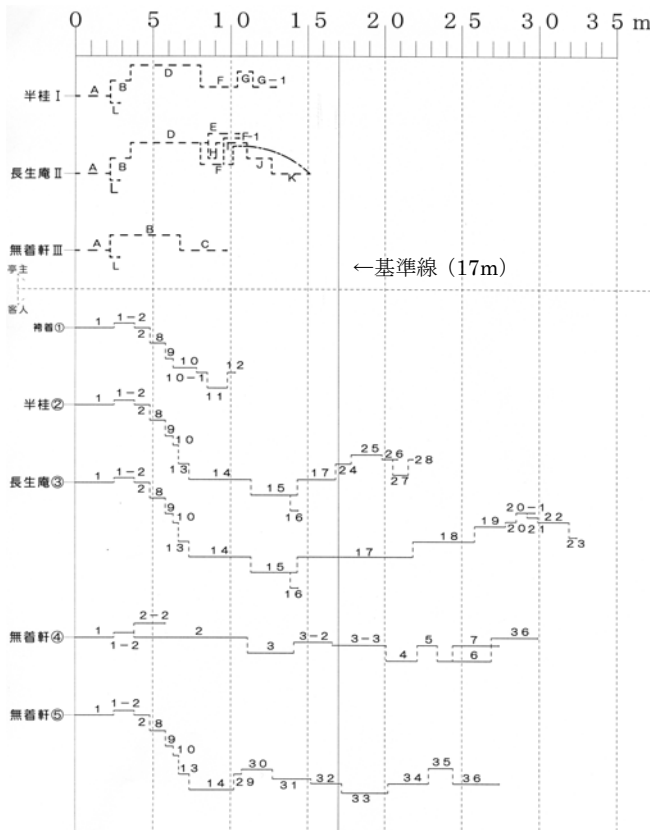 0 5 10 15 20 25 30 35 m
半桂Ⅰ A L B D F G G-1
長生庵Ⅱ A L B D E H F F-1 I J K
無着軒Ⅲ A L B C
←基準線（17m）
亭主
客人
袴着① 1 1-2 2 8 9 10 10-1 11 12
半桂② 1 1-2 2 8 9 10 13 14 15 16 17 24 25 26 27 28
長生庵③ 1 1-2 2 8 9 10 13 14 15 16 17 18 19 20 20-1 21 22 23
無着軒④ 1 1-2 2-2 2 3 3-2 3-3 4 5 6 7 36
無着軒⑤ 1 1-2 2 8 9 10 13 14 29 30 31 32 33 34 35 36